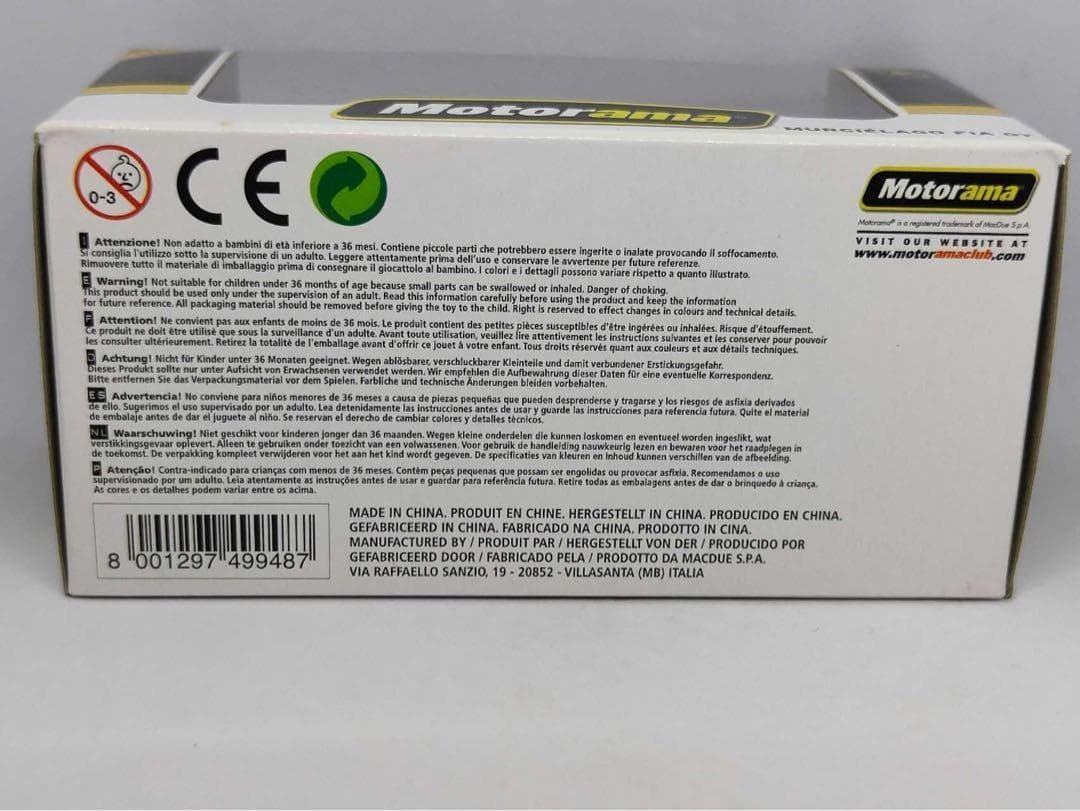 Motorama
MURCIÉLAGO FIA GT
0-3
CE
Motorama
Motorama® is a registered trademark of MacDue S.p.A.
VISIT OUR WEBSITE AT
www.motoramaclub.com
I Attenzione! Non adatto a bambini di età inferiore a 36 mesi. Contiene piccole parti che potrebbero essere ingerite o inalate provocando il soffocamento.
Si consiglia l'utilizzo sotto la supervisione di un adulto. Leggere attentamente prima dell'uso e conservare le avvertenze per future referenze.
Rimuovere tutto il materiale di imballaggio prima di consegnare il giocattolo al bambino. I colori e i dettagli possono variare rispetto a quanto illustrato.
E Warning! Not suitable for children under 36 months of age because small parts can be swallowed or inhaled. Danger of choking.
This product should be used only under the supervision of an adult. Read this information carefully before using the product and keep the information
for future reference. All packaging material should be removed before giving the toy to the child. Right is reserved to effect changes in colours and technical details.
F Attention! Ne convient pas aux enfants de moins de 36 mois. Le produit contient des petites pièces susceptibles d'être ingérées ou inhalées. Risque d'étouffement.
Ce produit ne doit être utilisé que sous la surveillance d'un adulte. Avant toute utilisation, veuillez lire attentivement les instructions suivantes et les conserver pour pouvoir
les consulter ultérieurement. Retirez la totalité de l'emballage avant d'offrir ce jouet à votre enfant. Tous droits réservés quant aux couleurs et aux détails techniques.
D Achtung! Nicht für Kinder unter 36 Monaten geeignet. Wegen ablösbarer, verschluckbarer Kleinteile und damit verbundener Erstickungsgefahr.
Dieses Produkt sollte nur unter Aufsicht von Erwachsenen verwendet werden. Wir empfehlen die Aufbewahrung dieser Daten für eine eventuelle Korrespondenz.
Bitte entfernen Sie das Verpackungsmaterial vor dem Spielen. Farbliche und technische Änderungen bleiden vorbehalten.
ES Advertencia! No conviene para niños menores de 36 meses a causa de piezas pequeñas que pueden desprenderse y tragarse y los riesgos de asfixia derivados
de ello. Sugerimos el uso supervisado por un adulto. Lea detenidamente las instrucciones antes de usar y guarde las instrucciones para referencia futura. Quite el material
de embalaje antes de dar el juguete al niño. Se reservan el derecho de cambiar colores y detalles técnicos.
NL Waarschuwing! Niet geschikt voor kinderen jonger dan 36 maanden. Wegen kleine onderdelen die kunnen loskomen en eventueel worden ingeslikt, wat
verstikkingsgevaar oplevert. Alleen te gebruiken onder toezicht van een volwassenen. Voor gebruik de handleiding nauwkeurig lezen en bewaren voor het raadplegen in
de toekomst. De verpakking kompleet verwijderen voor het aan het kind wordt gegeven. De specificaties van kleuren en inhoud kunnen verschillen van de afbeelding.
P Atenção! Contra-indicado para crianças com menos de 36 meses. Contèm peças pequenas que possam ser engolidas ou provocar asfixia. Recomendamos o uso
supervisionado por um adulto. Leia atentamente as instruções antes de usar e guardar para referência futura. Retire todas as embalagens antes de dar o brinquedo à criança.
As cores e os detalhes podem variar entre os acima.
8 001297 499487
MADE IN CHINA. PRODUIT EN CHINE. HERGESTELLT IN CHINA. PRODUCIDO EN CHINA.
GEFABRICEERD IN CHINA. FABRICADO NA CHINA. PRODOTTO IN CINA.
MANUFACTURED BY / PRODUIT PAR / HERGESTELLT VON DER / PRODUCIDO POR
GEFABRICEERD DOOR / FABRICADO PELA / PRODOTTO DA MACDUE S.P.A.
VIA RAFFAELLO SANZIO, 19 - 20852 - VILLASANTA (MB) ITALIA